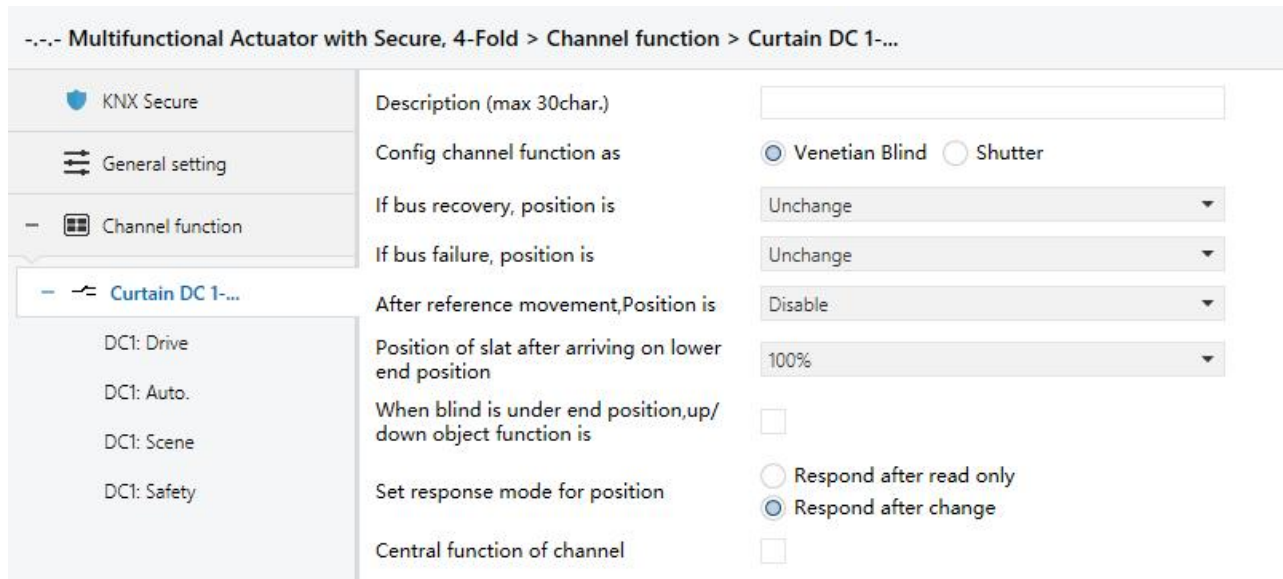 -.-.- Multifunctional Actuator with Secure, 4-Fold > Channel function > Curtain DC 1-...
KNX Secure
General setting
Channel function
Curtain DC 1-...
DC1: Drive
DC1: Auto.
DC1: Scene
DC1: Safety
Description (max 30char.)
Config channel function as
Venetian Blind
Shutter
If bus recovery, position is
Unchange
If bus failure, position is
Unchange
After reference movement,Position is
Disable
Position of slat after arriving on lower
end position
100%
When blind is under end position,up/
down object function is
Set response mode for position
Respond after read only
Respond after change
Central function of channel